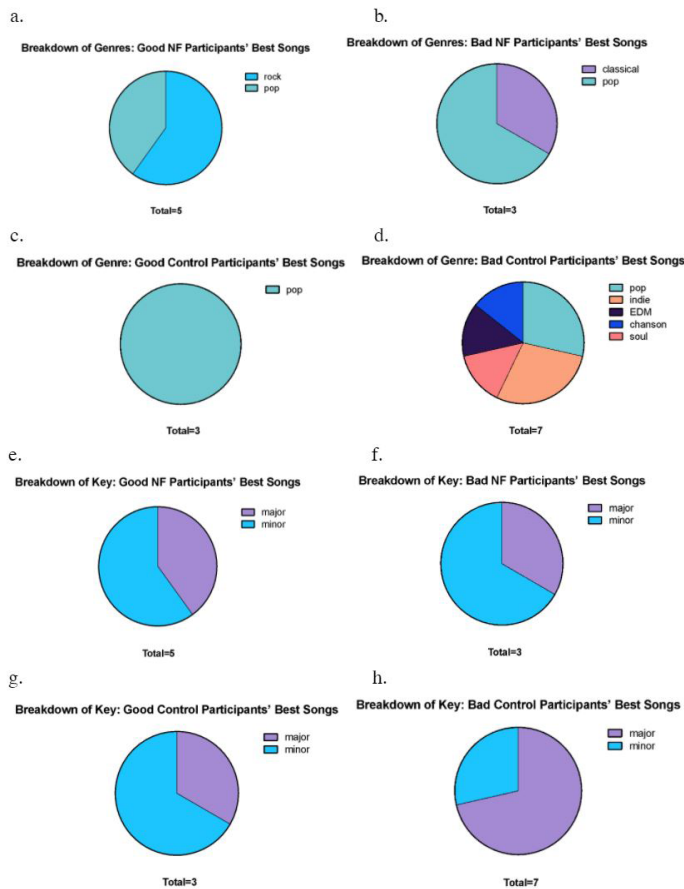 a.
Breakdown of Genres: Good NF Participants' Best Songs
rock
pop
Total=5
b.
Breakdown of Genres: Bad NF Participants' Best Songs
classical
pop
Total=3
c.
Breakdown of Genre: Good Control Participants' Best Songs
pop
Total=3
d.
Breakdown of Genre: Bad Control Participants' Best Songs
pop
indie
EDM
chanson
soul
Total=7
e.
Breakdown of Key: Good NF Participants' Best Songs
major
minor
Total=5
f.
Breakdown of Key: Bad NF Participants' Best Songs
major
minor
Total=3
g.
Breakdown of Key: Good Control Participants' Best Songs
major
minor
Total=3
h.
Breakdown of Key: Bad Control Participants' Best Songs
major
minor
Total=7